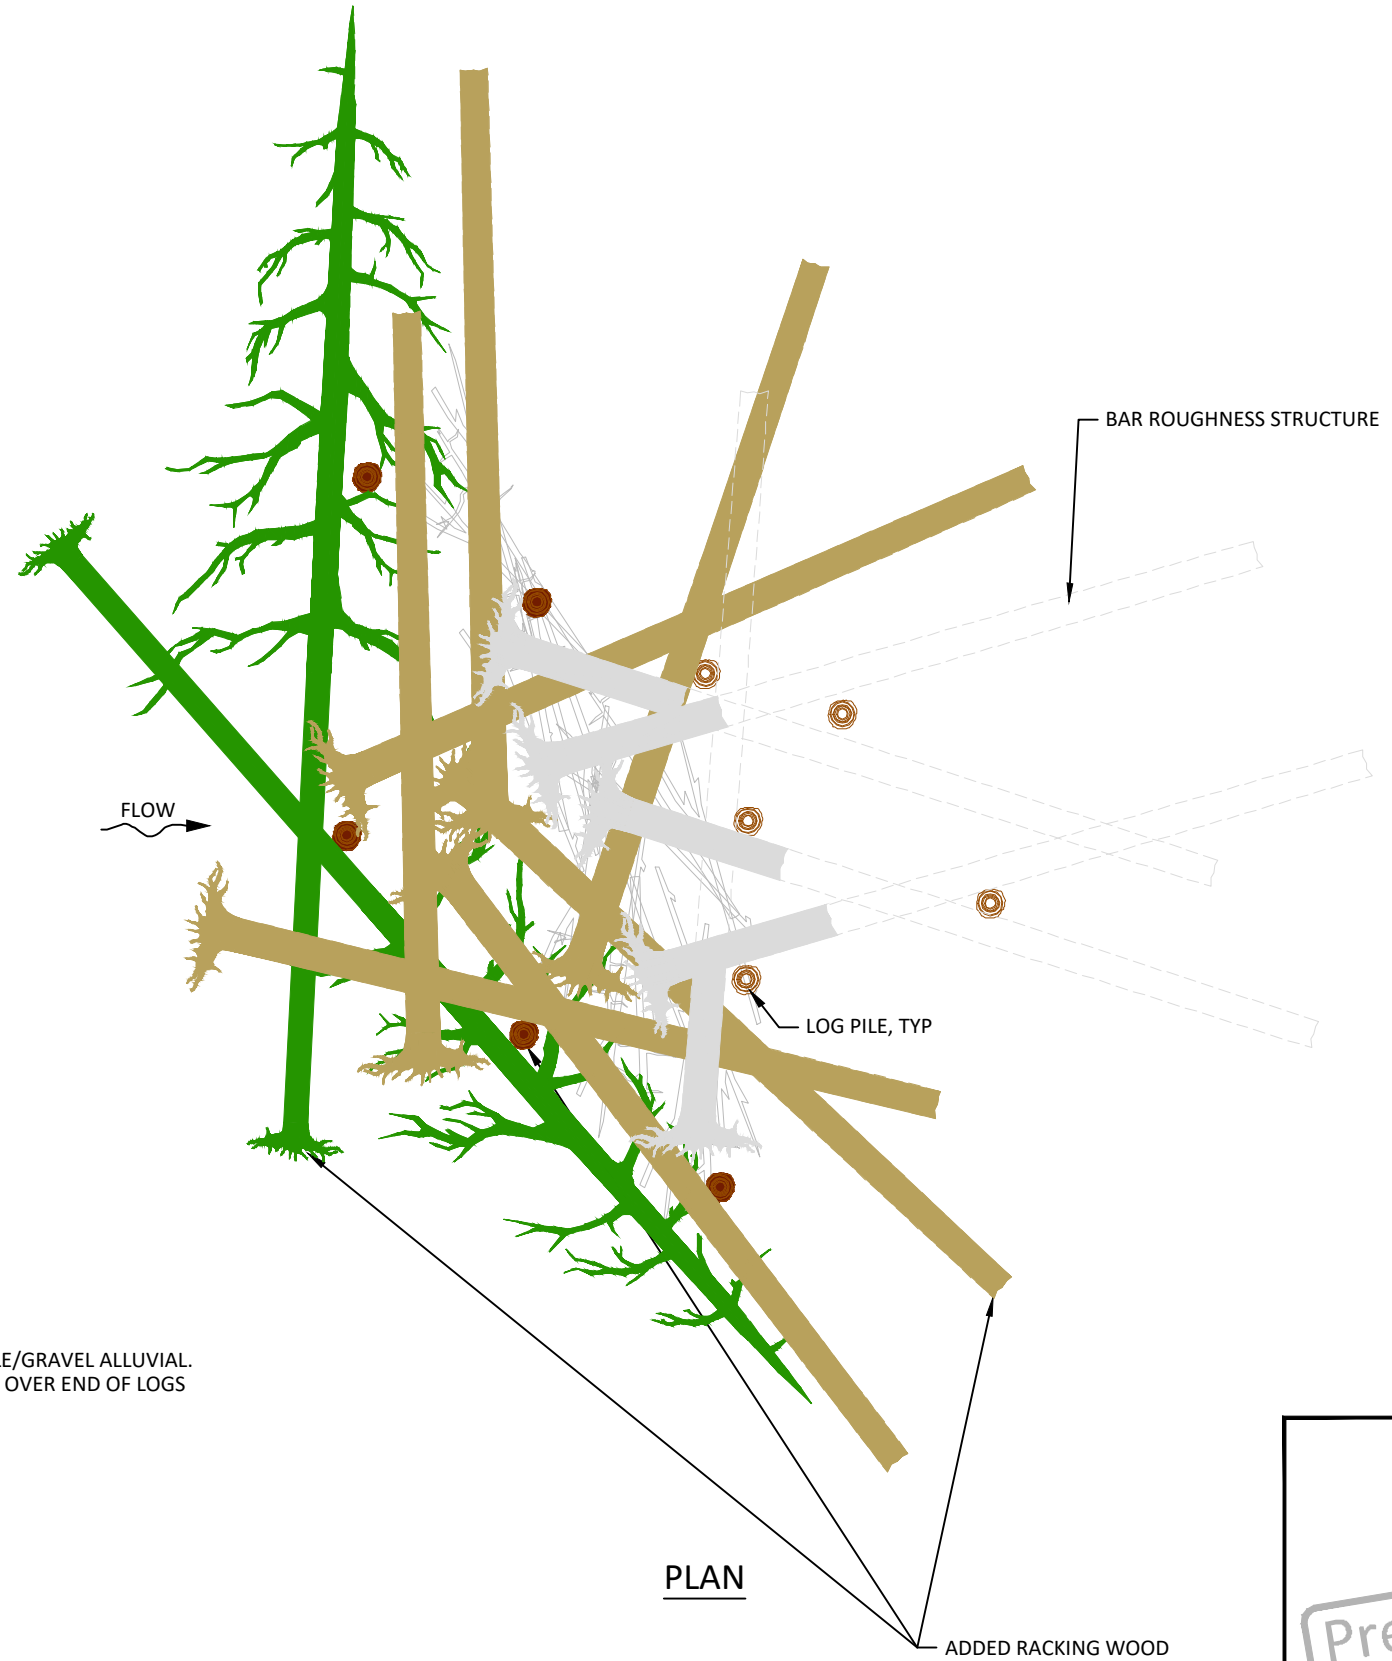 BAR ROUGHNESS STRUCTURE
FLOW
LOG PILE, TYP
/GRAVEL ALLUVIAL.
OVER END OF LOGS
PLAN
ADDED RACKING WOOD